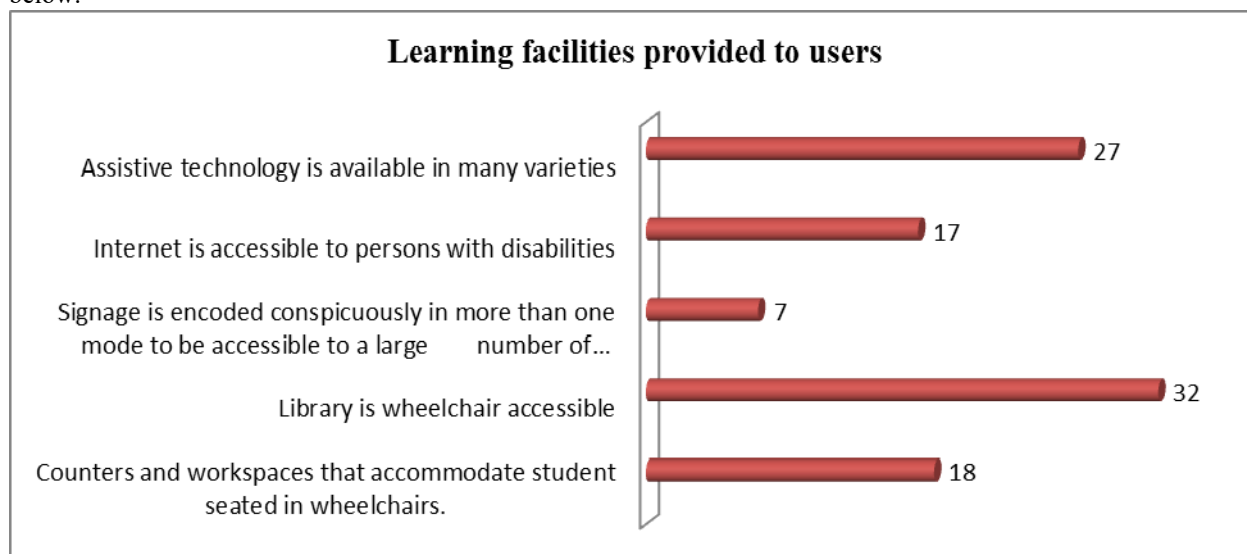 Learning facilities provided to users
Assistive technology is available in many varieties
27
Internet is accessible to persons with disabilities
17
Signage is encoded conspicuously in more than one
mode to be accessible to a large number of...
7
Library is wheelchair accessible
32
Counters and workspaces that accommodate student
seated in wheelchairs.
18